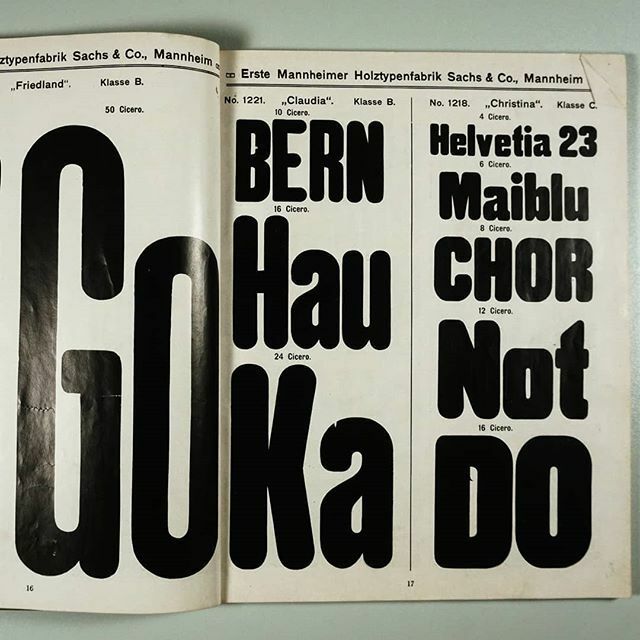 ztypenfabrik Sachs & Co., Mannheim
„Friedland“. Klasse B.
50 Cicero.
Go
16
Erste Mannheimer Holztypenfabrik Sachs & Co., Mannheim
No. 1221. „Claudia“. Klasse B.
10 Cicero.
BERN
16 Cicero.
Hau
24 Cicero.
Ka
No. 1218. „Christina“. Klasse C.
4 Cicero.
Helvetia 23
6 Cicero.
Maiblu
8 Cicero.
CHOR
12 Cicero.
Not
16 Cicero.
DO
17